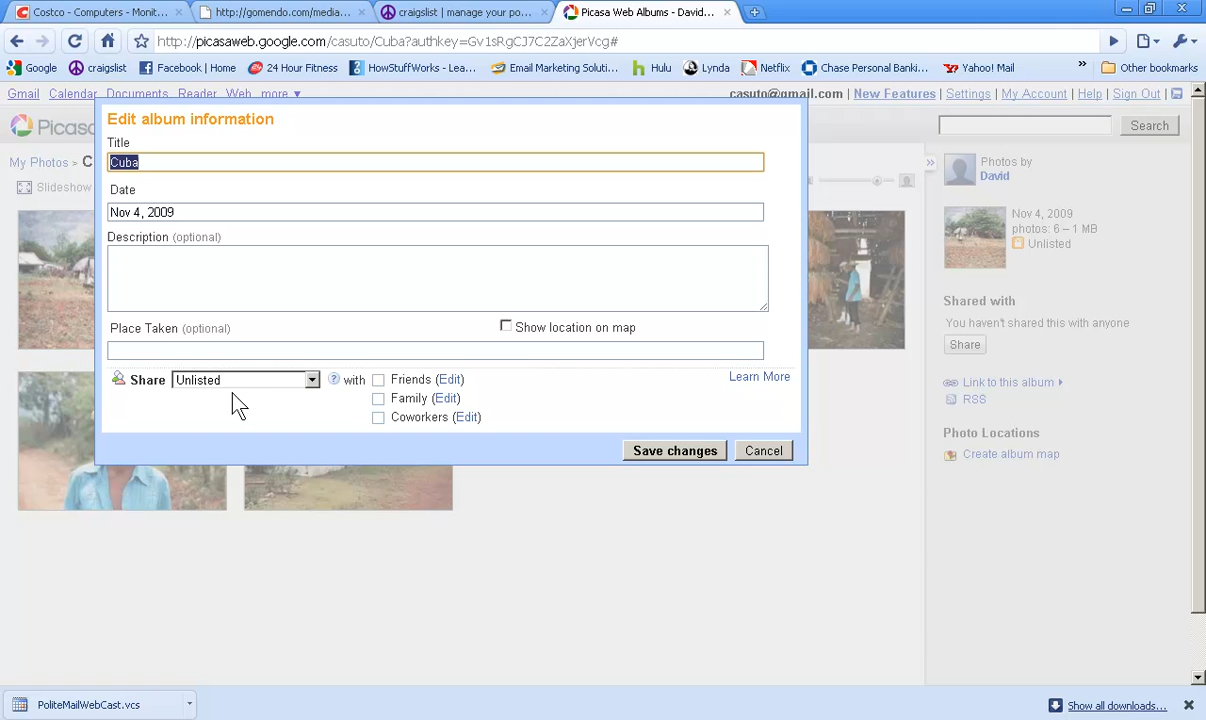 Costco - Computers - Monit...
http://gomendo.com/media...
craigslist | manage your po...
Picasa Web Albums - David...
http://picasaweb.google.com/casuto/Cuba?authkey=Gv1sRgCJ7C2ZaXjerVcg#
Google craigslist Facebook | Home 24 Hour Fitness HowStuffWorks - Lea... Email Marketing Soluti... Hulu Lynda Netflix Chase Personal Banki... Yahoo! Mail » Other bookmarks
Gmail Calendar Documents Reader Web more ▼ casuto@gmail.com | New Features | Settings | My Account | Help | Sign Out |
Picas
Search
My Photos > C
Slideshow
Edit album information
Title
Cuba
Date
Nov 4, 2009
Description (optional)
Place Taken (optional)
Show location on map
Share Unlisted ? with Friends (Edit)
Family (Edit)
Coworkers (Edit)
Learn More
Save changes Cancel
»
Photos by
David
Nov 4, 2009
photos: 6 – 1 MB
Unlisted
Shared with
You haven't shared this with anyone
Share
Link to this album
RSS
Photo Locations
Create album map
PoliteMailWebCast.vcs
Show all downloads...